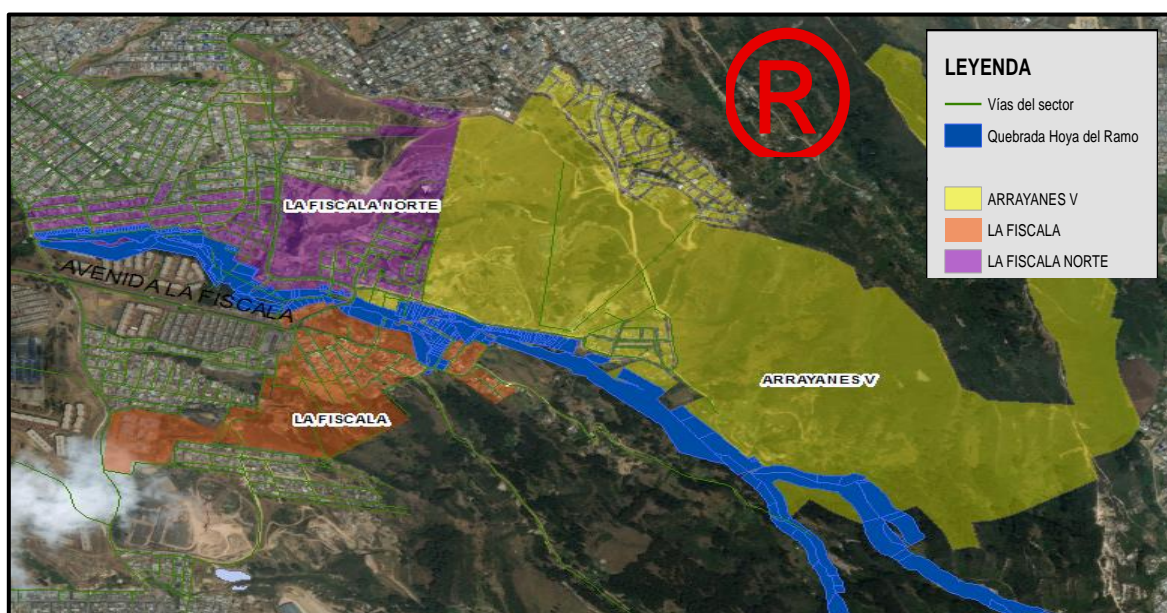 ®
LEYENDA
Vías del sector
Quebrada Hoya del Ramo
ARRAYANES V
LA FISCALA
LA FISCALA NORTE
LA FISCALA NORTE
AVENIDA LA FISCALA
ARRAYANES V
LA FISCALA